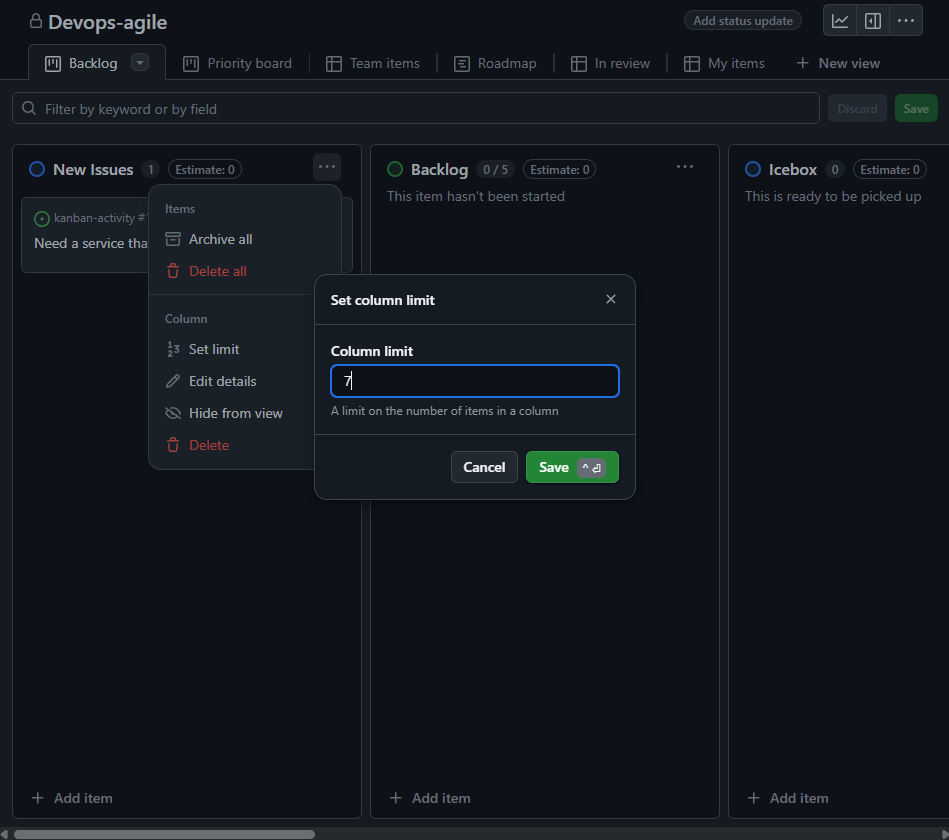 Devops-agile
Add status update
Backlog
Priority board
Team items
Roadmap
In review
My items
New view
Filter by keyword or by field
Discard
Save
New Issues 1 Estimate: 0
kanban-activity #
Need a service tha
Items
Archive all
Delete all
Column
Set limit
Edit details
Hide from view
Delete
Backlog 0 / 5 Estimate: 0
This item hasn't been started
Icebox 0 Estimate: 0
This is ready to be picked up
Set column limit
Column limit
7
A limit on the number of items in a column
Cancel
Save ^ ⏎
Add item
Add item
Add item